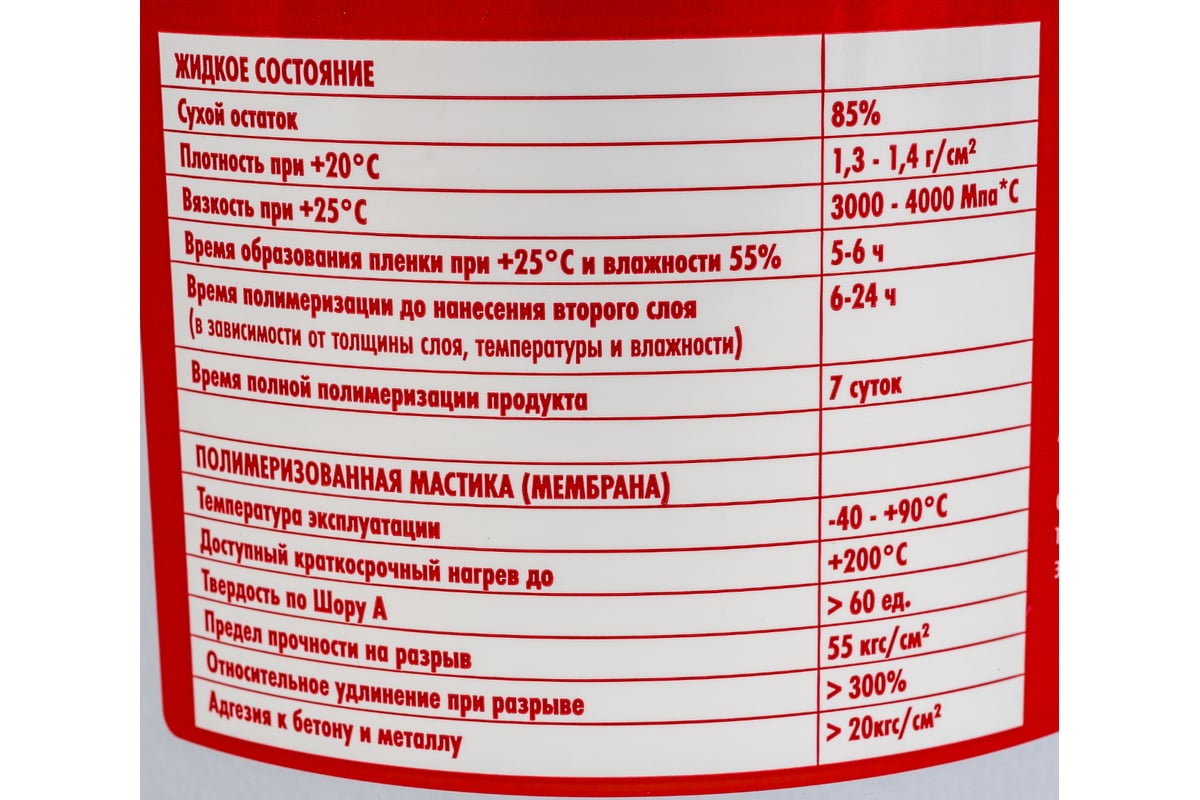 ЖИДКОЕ СОСТОЯНИЕ
Сухой остаток 85%
Плотность при +20°С 1,3 - 1,4 г/см²
Вязкость при +25°С 3000 - 4000 Мпа*С
Время образования пленки при +25°С и влажности 55% 5-6 ч
Время полимеризации до нанесения второго слоя 6-24 ч
(в зависимости от толщины слоя, температуры и влажности)
Время полной полимеризации продукта 7 суток
ПОЛИМЕРИЗОВАННАЯ МАСТИКА (МЕМБРАНА)
Температура эксплуатации -40 - +90°С
Доступный краткосрочный нагрев до +200°С
Твердость по Шору А > 60 ед.
Предел прочности на разрыв 55 кгс/см²
Относительное удлинение при разрыве > 300%
Адгезия к бетону и металлу > 20кгс/см²